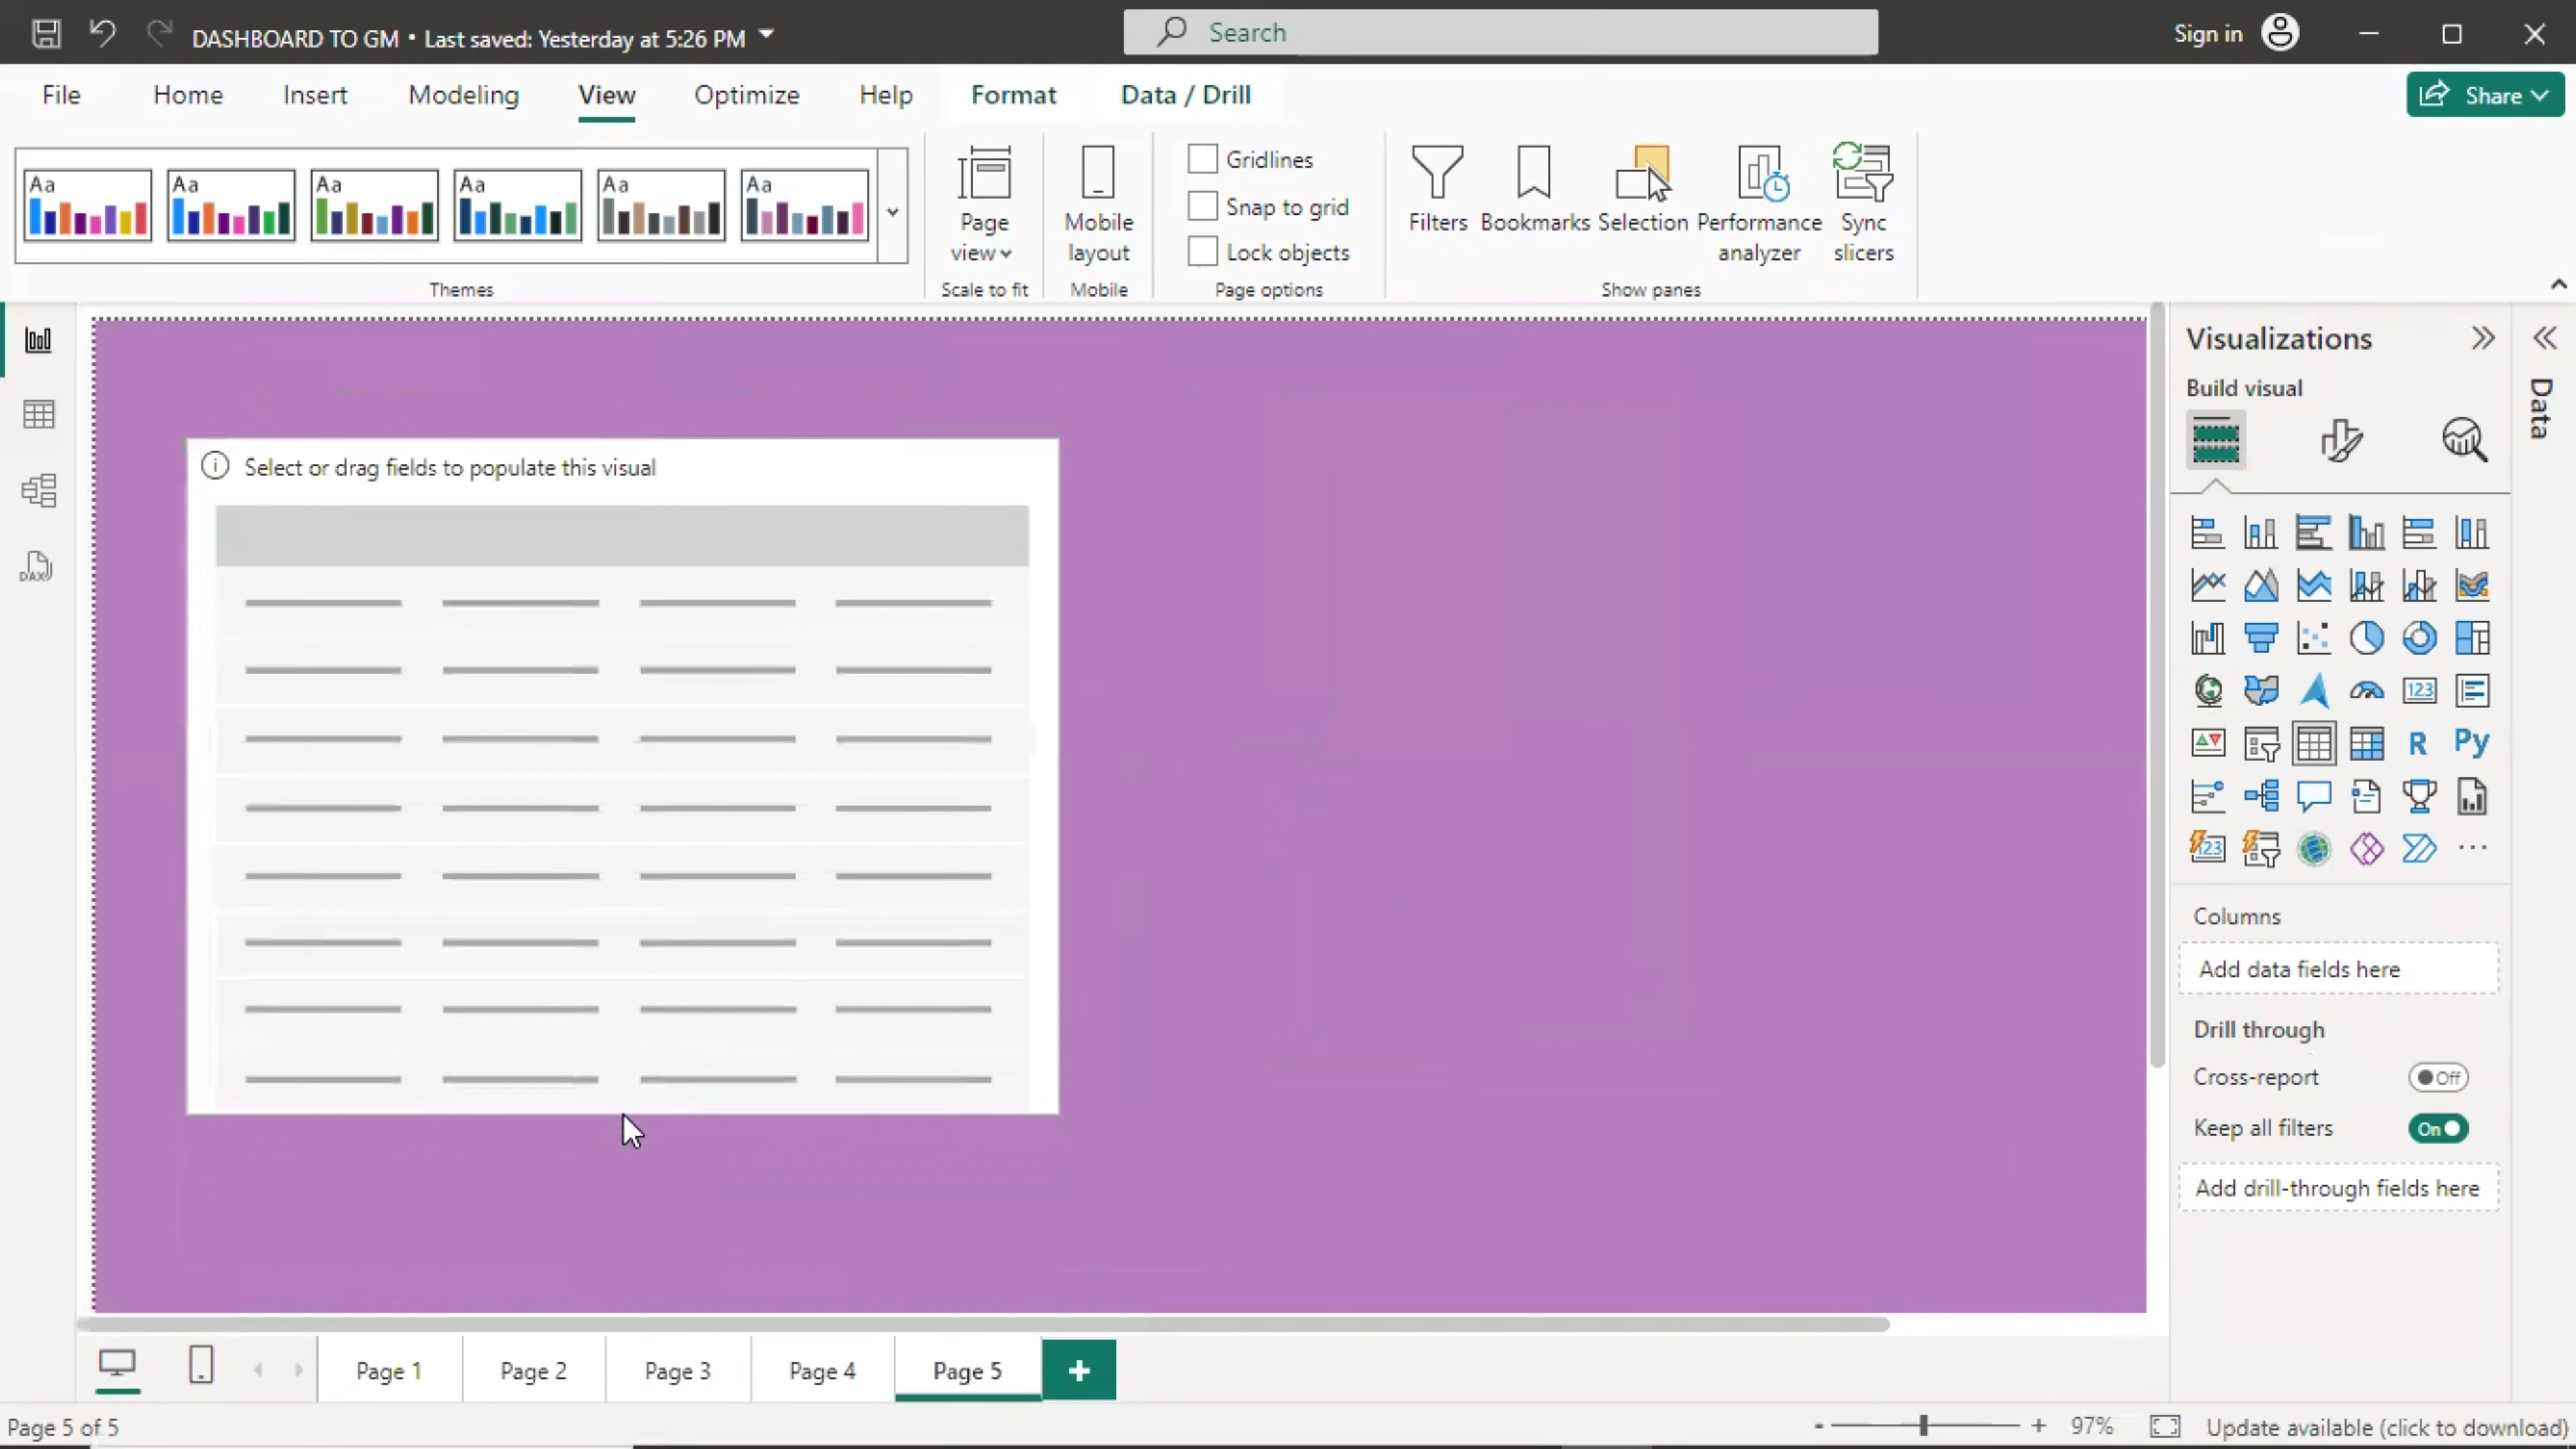 DASHBOARD TO GM • Last saved: Yesterday at 5:26 PM
Search
Sign in
File
Home
Insert
Modeling
View
Optimize
Help
Format
Data / Drill
Share
Aa
Aa
Aa
Aa
Aa
Aa
Themes
Page
view
Scale to fit
Mobile
layout
Mobile
Gridlines
Snap to grid
Lock objects
Page options
Filters
Bookmarks
Selection
Performance
analyzer
Sync
slicers
Show panes
DAX
Select or drag fields to populate this visual
Visualizations
Build visual
Data
123
R
Py
123
Columns
Add data fields here
Drill through
Cross-report
Off
Keep all filters
On
Add drill-through fields here
Page 1
Page 2
Page 3
Page 4
Page 5
Page 5 of 5
- + 97%
Update available (click to download)